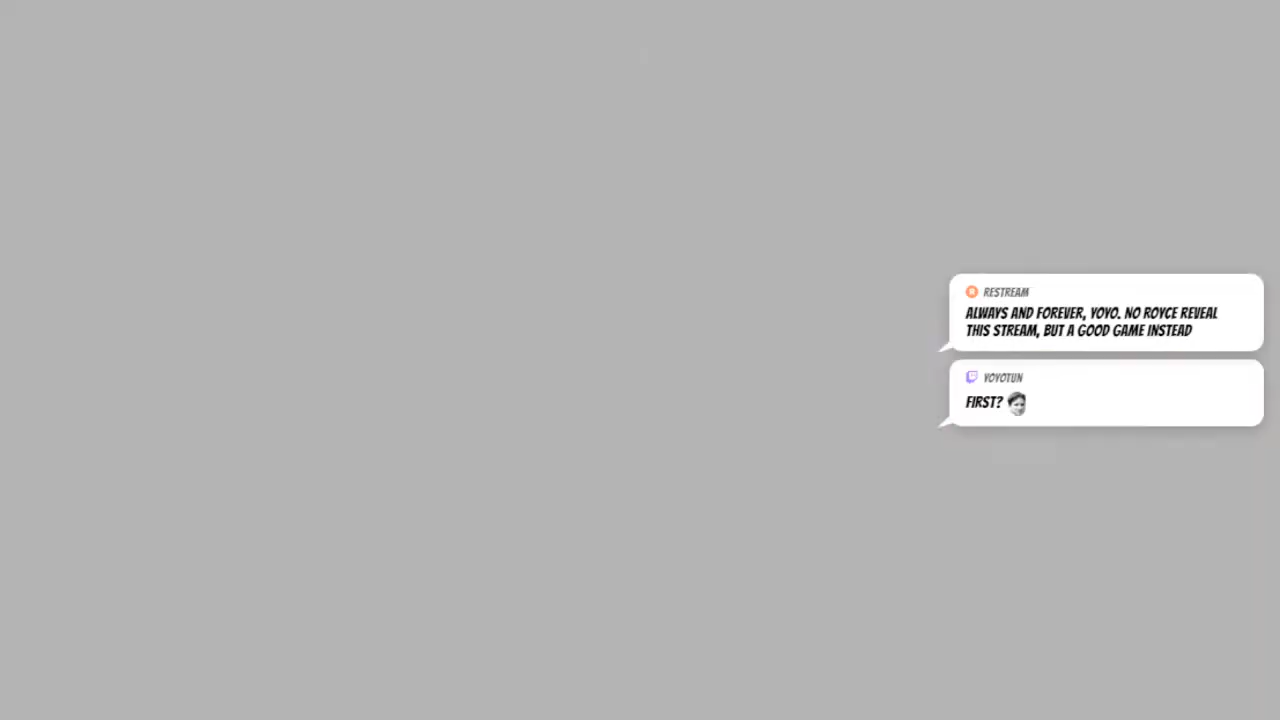 RESTREAM
ALWAYS AND FOREVER, YOYO. NO ROYCE REVEAL
THIS STREAM, BUT A GOOD GAME INSTEAD
YOYOTUN
FIRST?